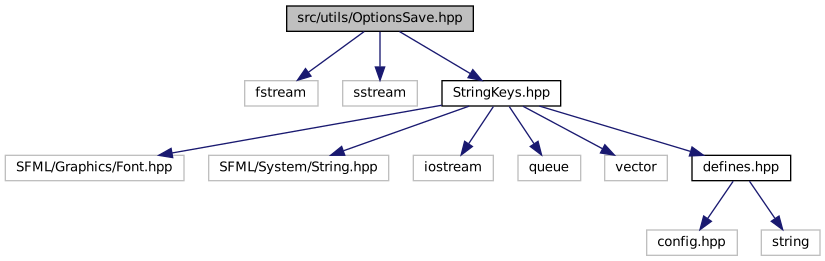 src/utils/OptionsSave.hpp
fstream
sstream
StringKeys.hpp
SFML/Graphics/Font.hpp
SFML/System/String.hpp
iostream
queue
vector
defines.hpp
config.hpp
string